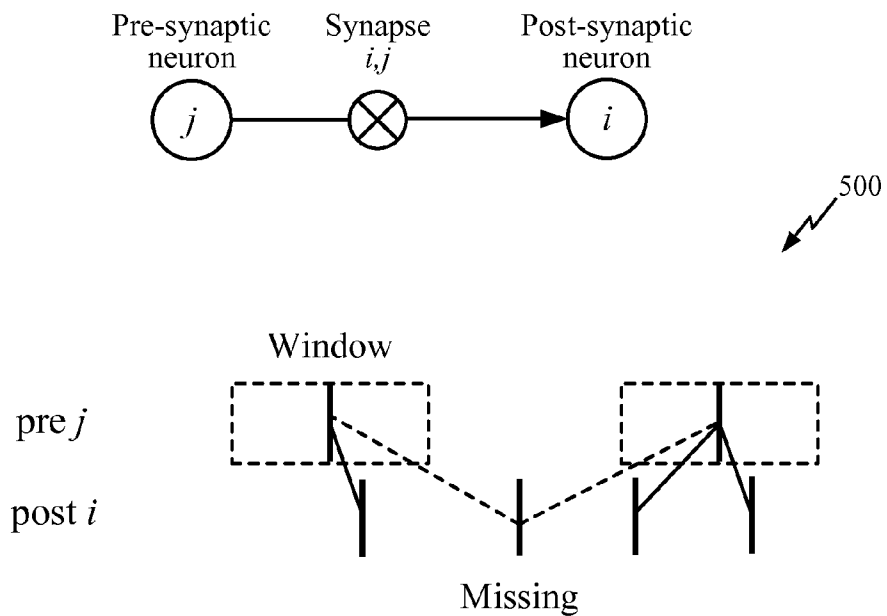 Pre-synaptic
neuron
Synapse
i,j
Post-synaptic
neuron
j
i
500
Window
pre j
post i
Missing